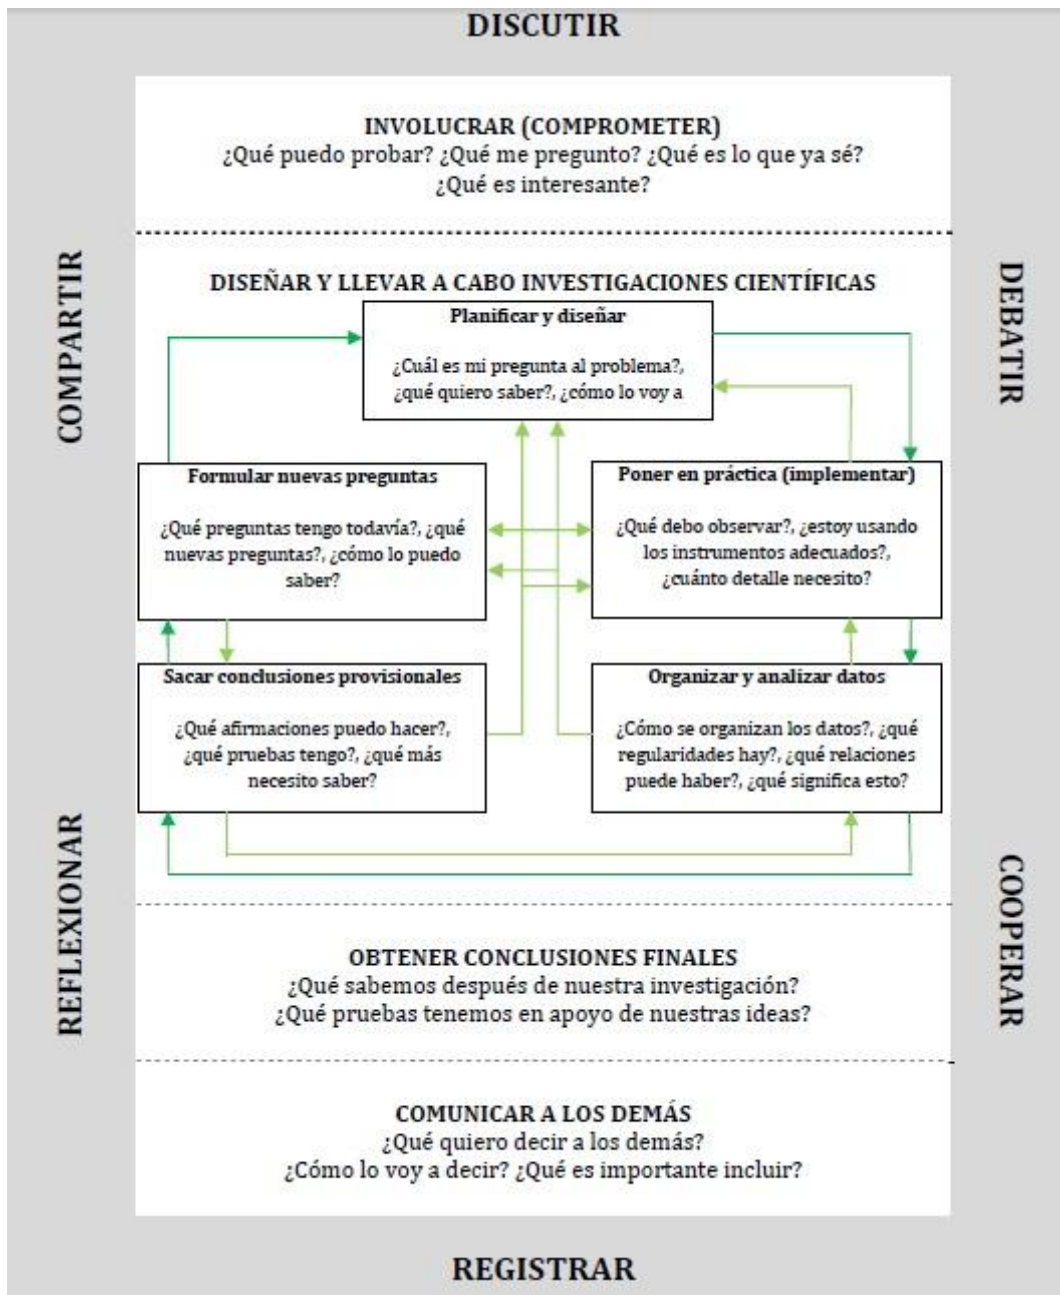 DISCUTIR
INVOLUCRAR (COMPROMETER)
¿Qué puedo probar? ¿Qué me pregunto? ¿Qué es lo que ya sé?
¿Qué es interesante?
COMPARTIR
DEBATIR
DISEÑAR Y LLEVAR A CABO INVESTIGACIONES CIENTÍFICAS
Planificar y diseñar
¿Cuál es mi pregunta al problema?,
¿qué quiero saber?, ¿cómo lo voy a
Formular nuevas preguntas
¿Qué preguntas tengo todavía?, ¿qué
nuevas preguntas?, ¿cómo lo puedo
saber?
Poner en práctica (implementar)
¿Qué debo observar?, ¿estoy usando
los instrumentos adecuados?,
¿cuánto detalle necesito?
Sacar conclusiones provisionales
¿Qué afirmaciones puedo hacer?,
¿qué pruebas tengo?, ¿qué más
necesito saber?
Organizar y analizar datos
¿Cómo se organizan los datos?, ¿qué
regularidades hay?, ¿qué relaciones
puede haber?, ¿qué significa esto?
REFLEXIONAR
COOPERAR
OBTENER CONCLUSIONES FINALES
¿Qué sabemos después de nuestra investigación?
¿Qué pruebas tenemos en apoyo de nuestras ideas?
COMUNICAR A LOS DEMÁS
¿Qué quiero decir a los demás?
¿Cómo lo voy a decir? ¿Qué es importante incluir?
REGISTRAR